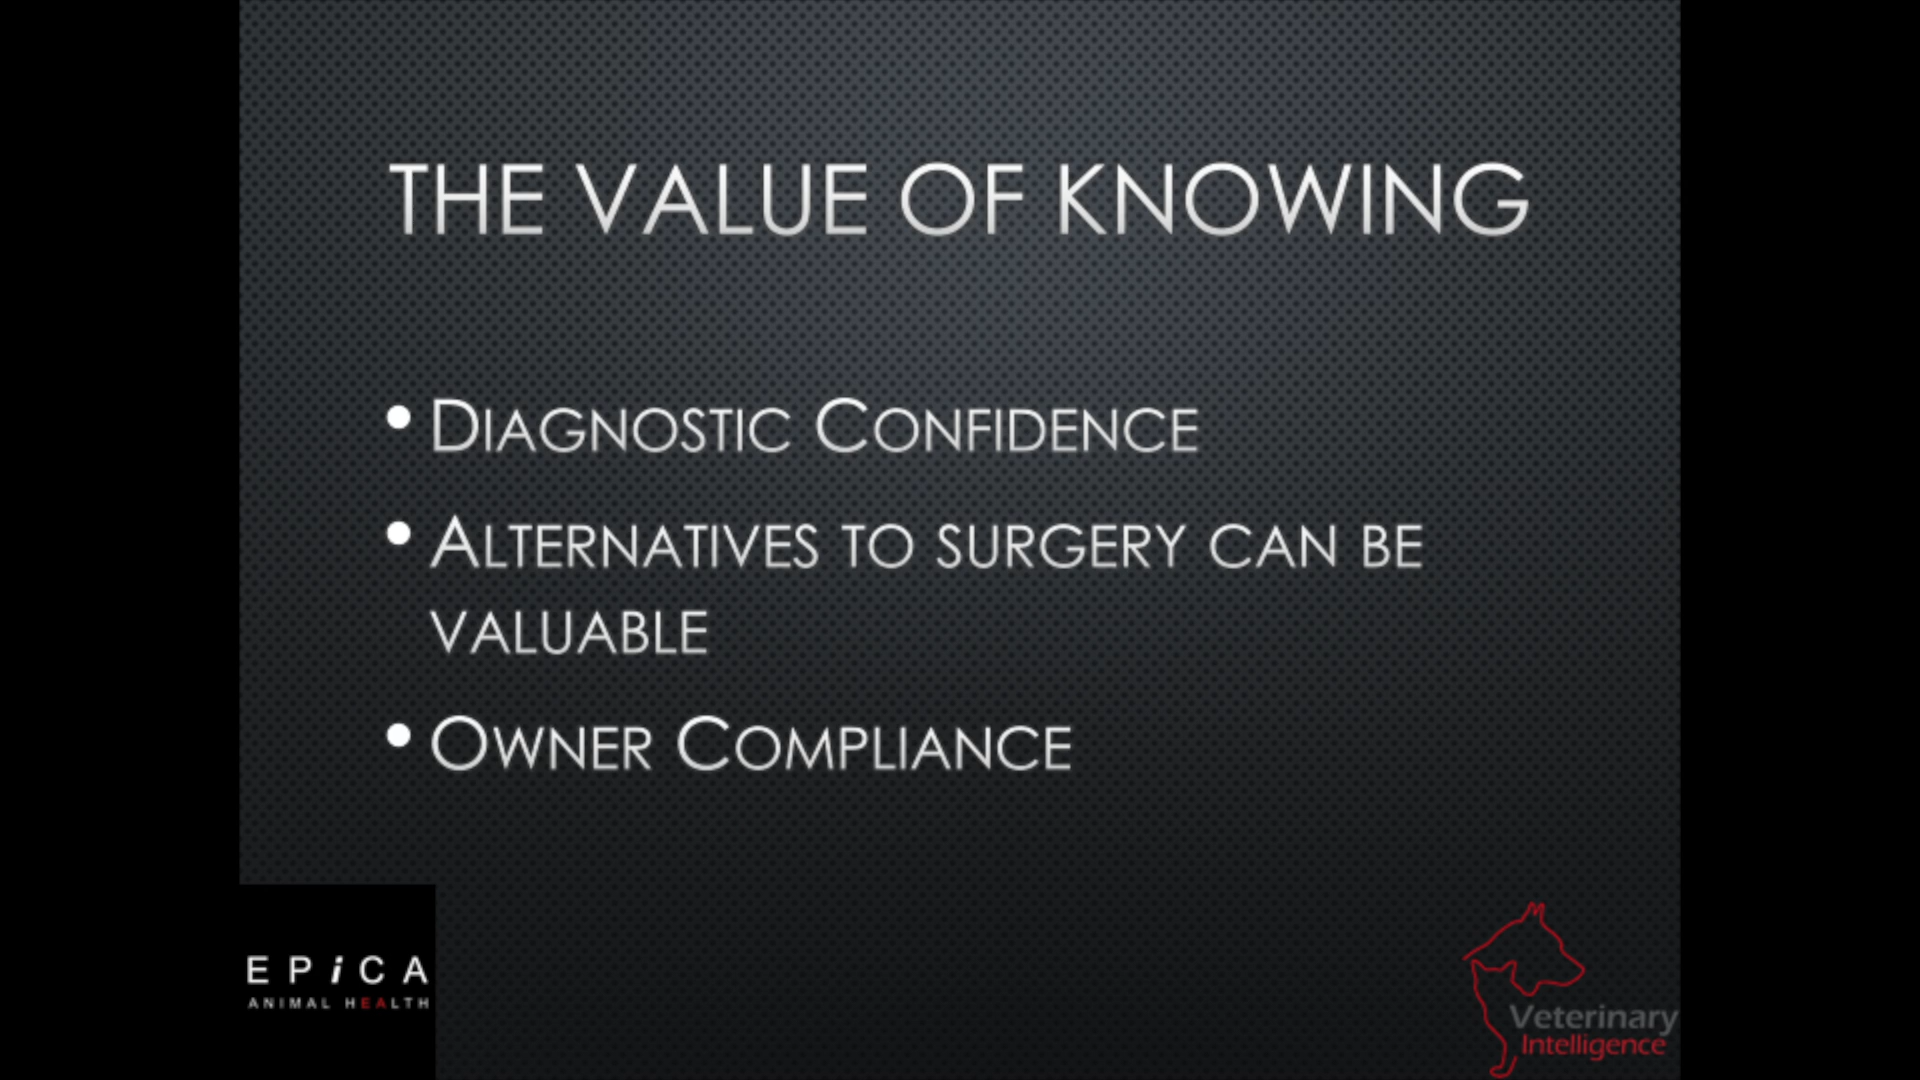 THE VALUE OF KNOWING
• DIAGNOSTIC CONFIDENCE
• ALTERNATIVES TO SURGERY CAN BE
VALUABLE
• OWNER COMPLIANCE
EPiCA
ANIMAL HEALTH
Veterinary
Intelligence